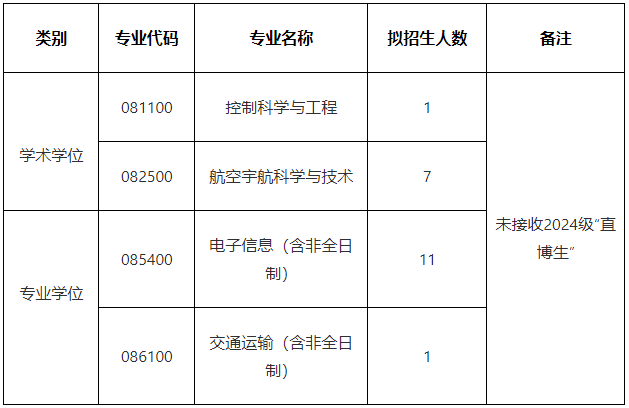 类别 专业代码 专业名称 拟招生人数 备注
学术学位
081100 控制科学与工程 1
082500 航空宇航科学与技术 7
专业学位
085400 电子信息（含非全日
制） 11
086100 交通运输（含非全日
制） 1
未接收2024级“直
博生”